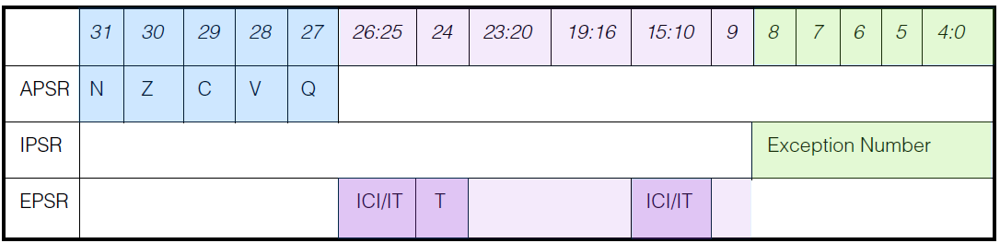 31 30 29 28 27 26:25 24 23:20 19:16 15:10 9 8 7 6 5 4:0
APSR N Z C V Q
IPSR Exception Number
EPSR ICI/IT T ICI/IT